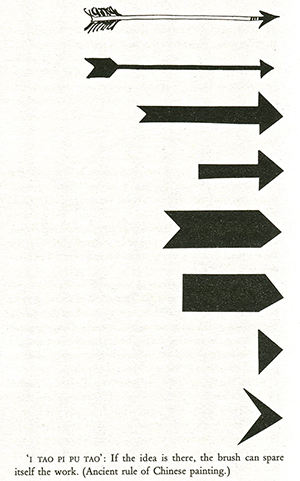 ‘I TAO PI PU TAO’: If the idea is there, the brush can spare
itself the work. (Ancient rule of Chinese painting.)